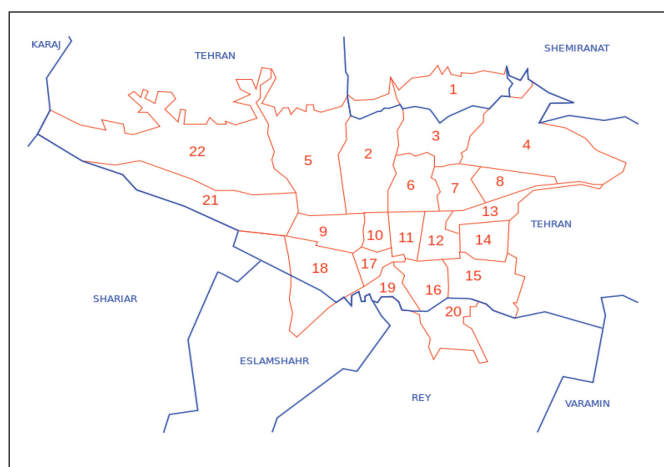 KARAJ
TEHRAN
SHEMIRANAT
1
3
4
22
5
2
6
7
8
21
13
9
10
11
12
14
TEHRAN
18
17
15
19
16
20
SHARIAR
ESLAMSHAHR
REY
VARAMIN